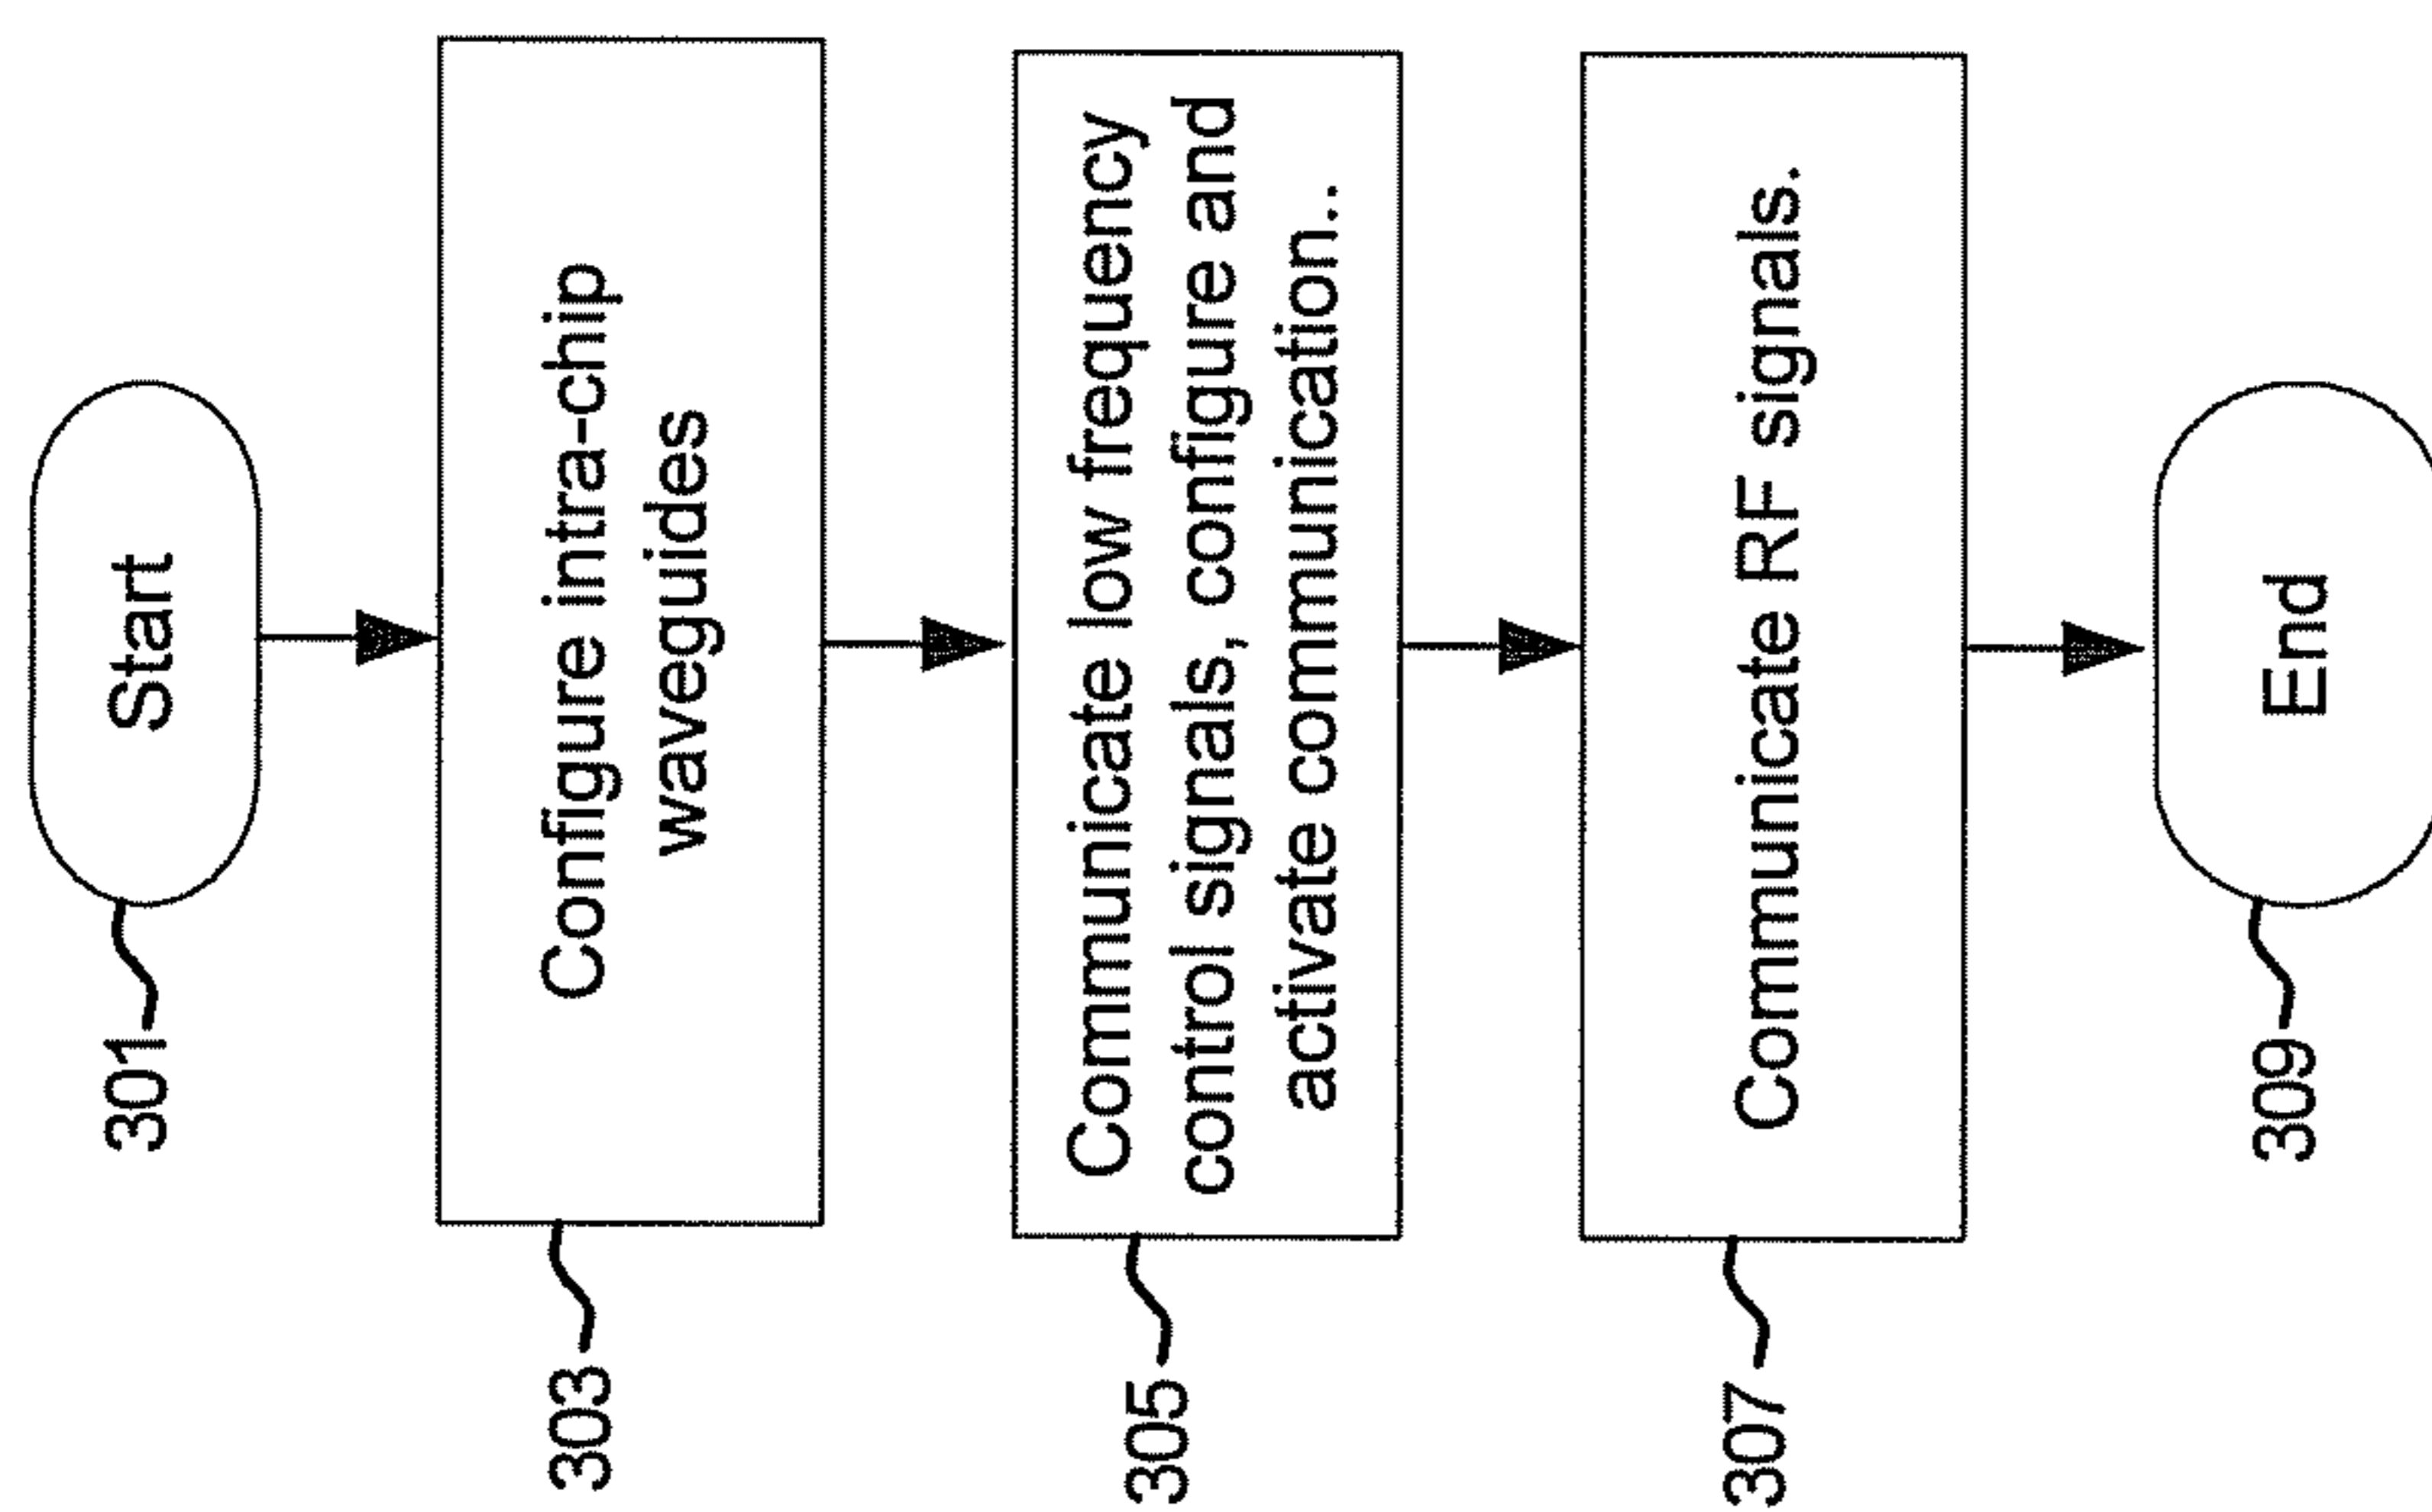 301
Start
303
Configure intra-chip
waveguides
305
Communicate low frequency
control signals, configure and
activate communication..
307
Communicate RF signals.
309
End